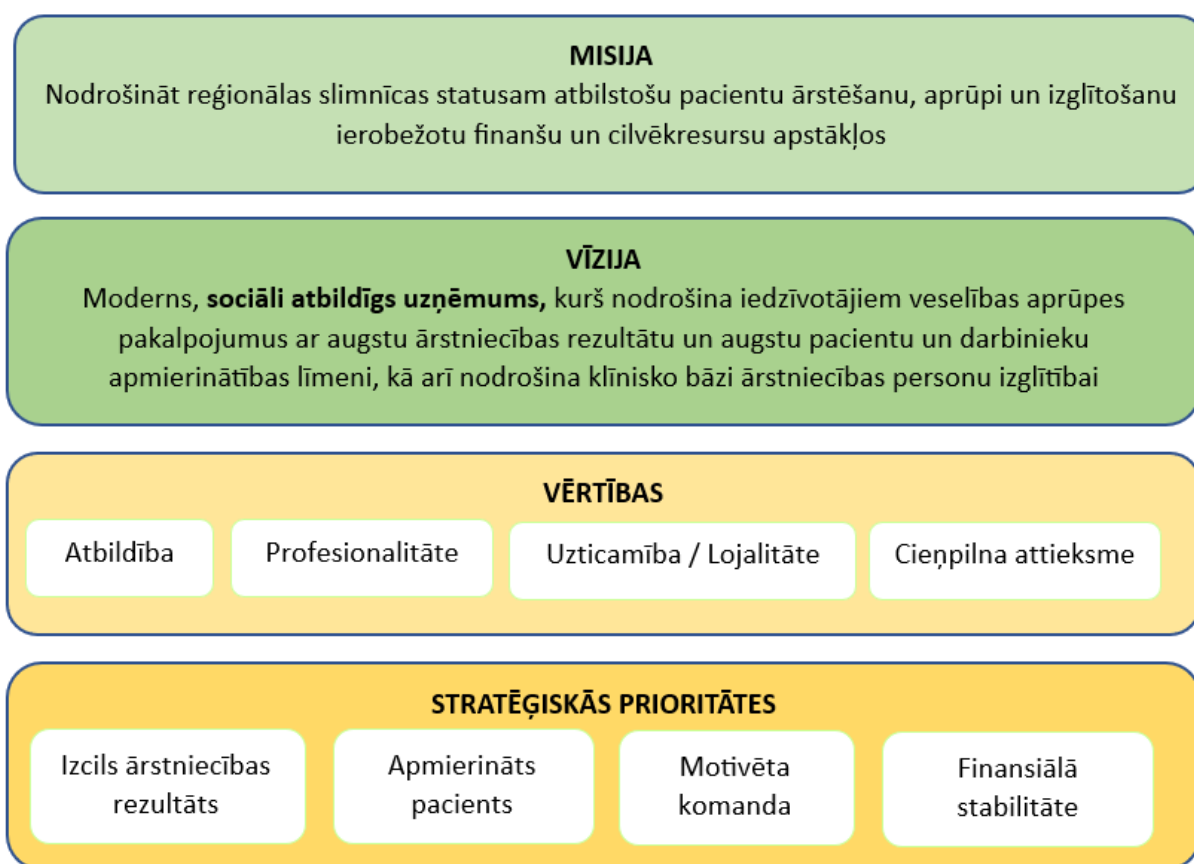 MISIJA
Nodrošināt reģionālas slimnīcas statusam atbilstošu pacientu ārstēšanu, aprūpi un izglītošanu
ierobežotu finanšu un cilvēkresursu apstākļos
VĪZIJA
Moderns, sociāli atbildīgs uzņēmums, kurš nodrošina iedzīvotājiem veselības aprūpes
pakalpojumus ar augstu ārstniecības rezultātu un augstu pacientu un darbinieku
apmierinātības līmeni, kā arī nodrošina klīnisko bāzi ārstniecības personu izglītībai
VĒRTĪBAS
Atbildība
Profesionalitāte
Uzticamība / Lojalitāte
Cieņpilna attieksme
STRATĒĢISKĀS PRIORITĀTES
Izcils ārstniecības
rezultāts
Apmierināts
pacients
Motivēta
komanda
Finansiālā
stabilitāte